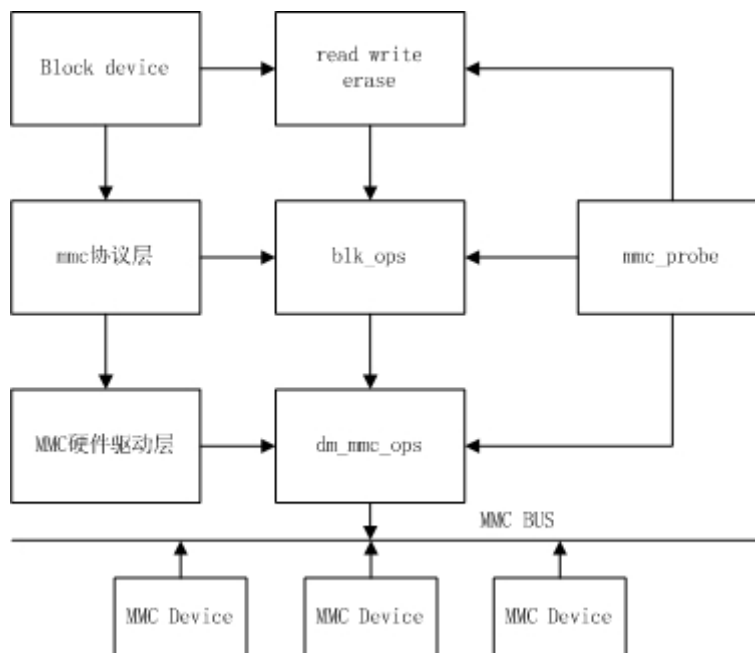 Block device
read write
erase
mmc协议层
blk_ops
mmc_probe
MMC硬件驱动层
dm_mmc_ops
MMC BUS
MMC Device
MMC Device
MMC Device